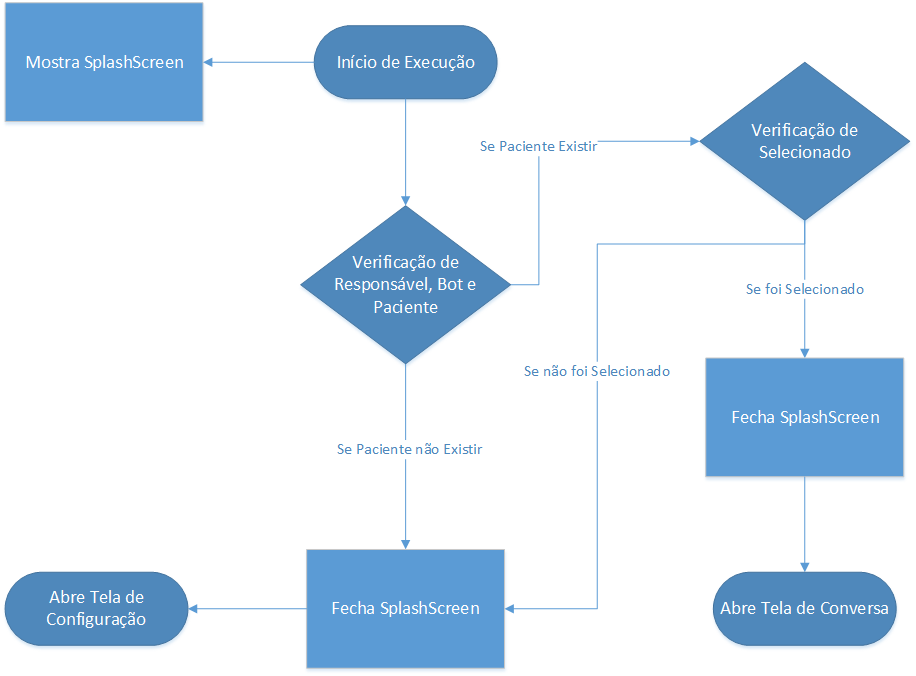 Mostra SplashScreen
Início de Execução
Se Paciente Existir
Verificação de
Selecionado
Verificação de
Responsável, Bot e
Paciente
Se foi Selecionado
Se não foi Selecionado
Fecha SplashScreen
Se Paciente não Existir
Abre Tela de
Configuração
Fecha SplashScreen
Abre Tela de Conversa